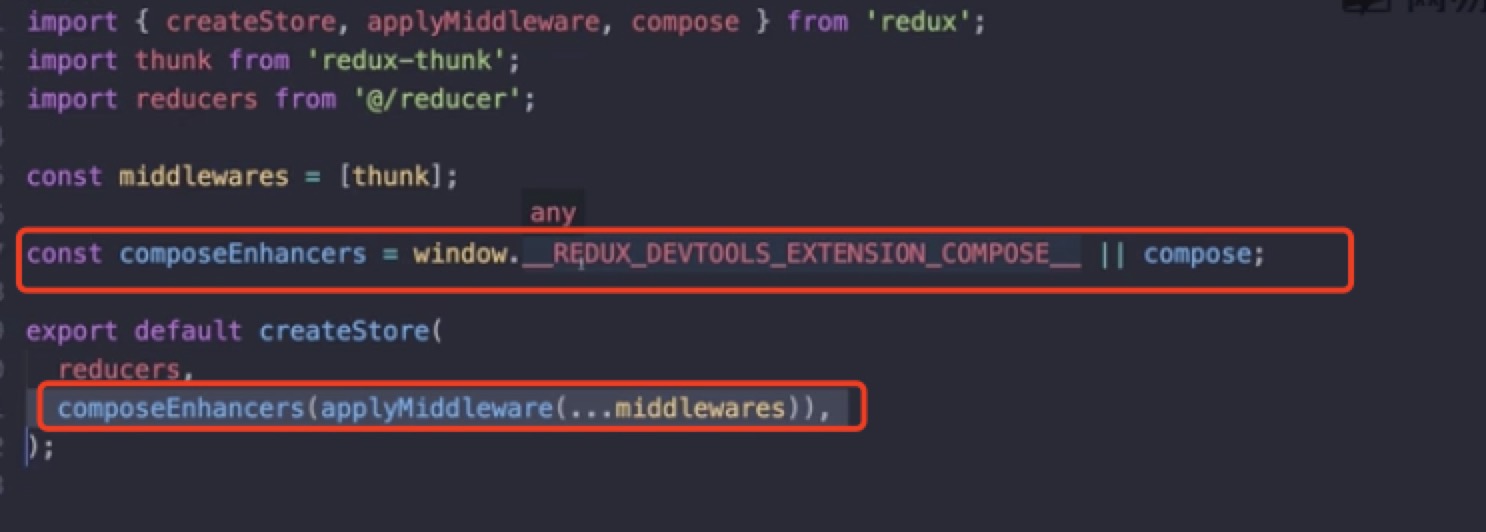 import { createStore, applyMiddleware, compose } from 'redux';
import thunk from 'redux-thunk';
import reducers from '@/reducer';
const middlewares = [thunk];
any
const composeEnhancers = window.__REDUX_DEVTOOLS_EXTENSION_COMPOSE__ || compose;
export default createStore(
reducers,
composeEnhancers(applyMiddleware(...middlewares)),
);